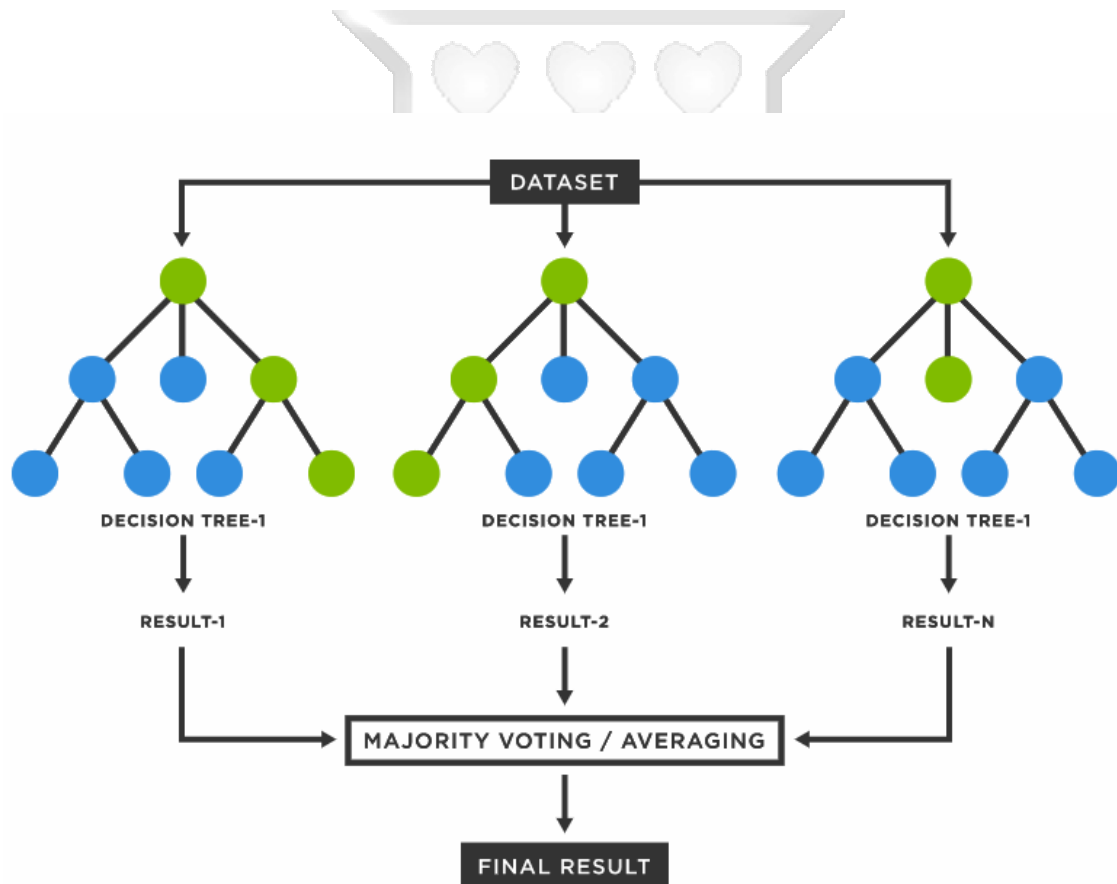 DATASET
DECISION TREE-1
DECISION TREE-1
DECISION TREE-1
RESULT-1
RESULT-2
RESULT-N
MAJORITY VOTING / AVERAGING
FINAL RESULT